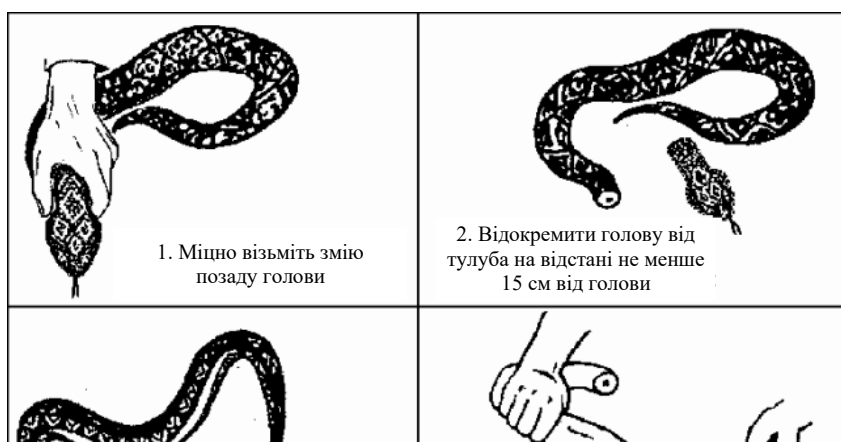 1. Міцно візьміть змію
позаду голови
2. Відокремити голову від
тулуба на відстані не менше
15 см від голови